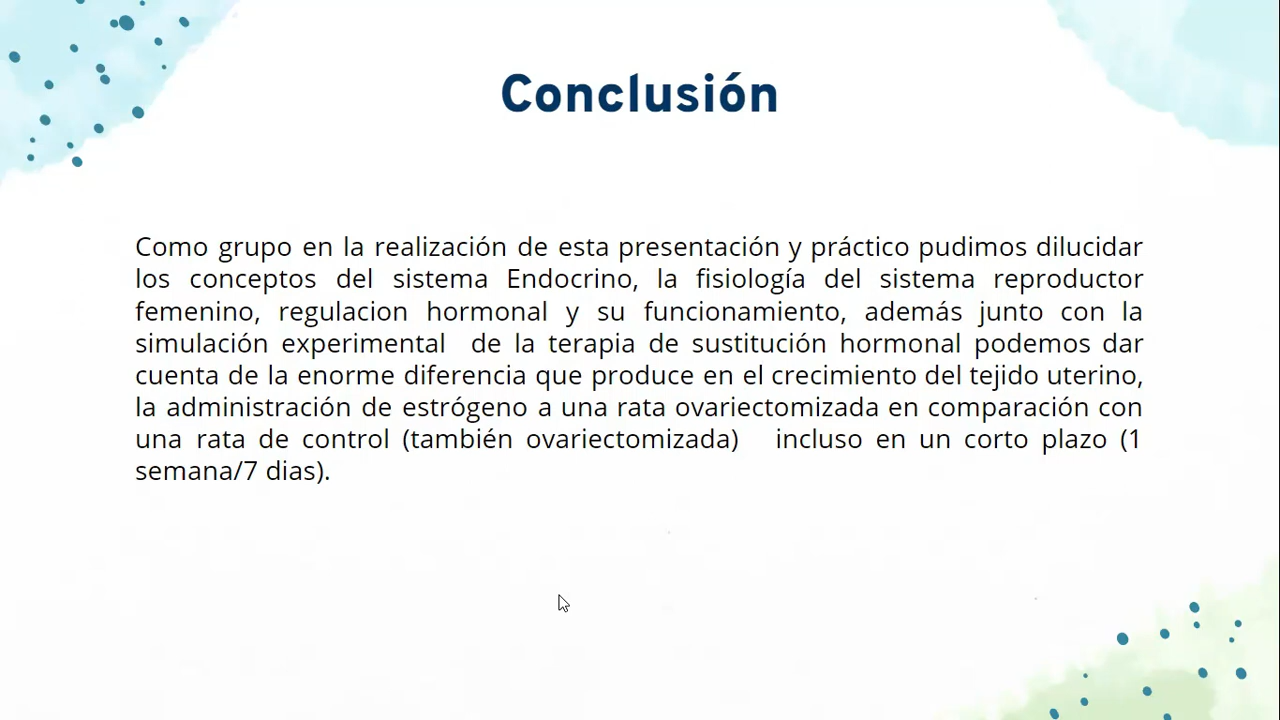 Conclusión
Como grupo en la realización de esta presentación y práctico pudimos dilucidar
los conceptos del sistema Endocrino, la fisiología del sistema reproductor
femenino, regulacion hormonal y su funcionamiento, además junto con la
simulación experimental de la terapia de sustitución hormonal podemos dar
cuenta de la enorme diferencia que produce en el crecimiento del tejido uterino,
la administración de estrógeno a una rata ovariectomizada en comparación con
una rata de control (también ovariectomizada) incluso en un corto plazo (1
semana/7 dias).